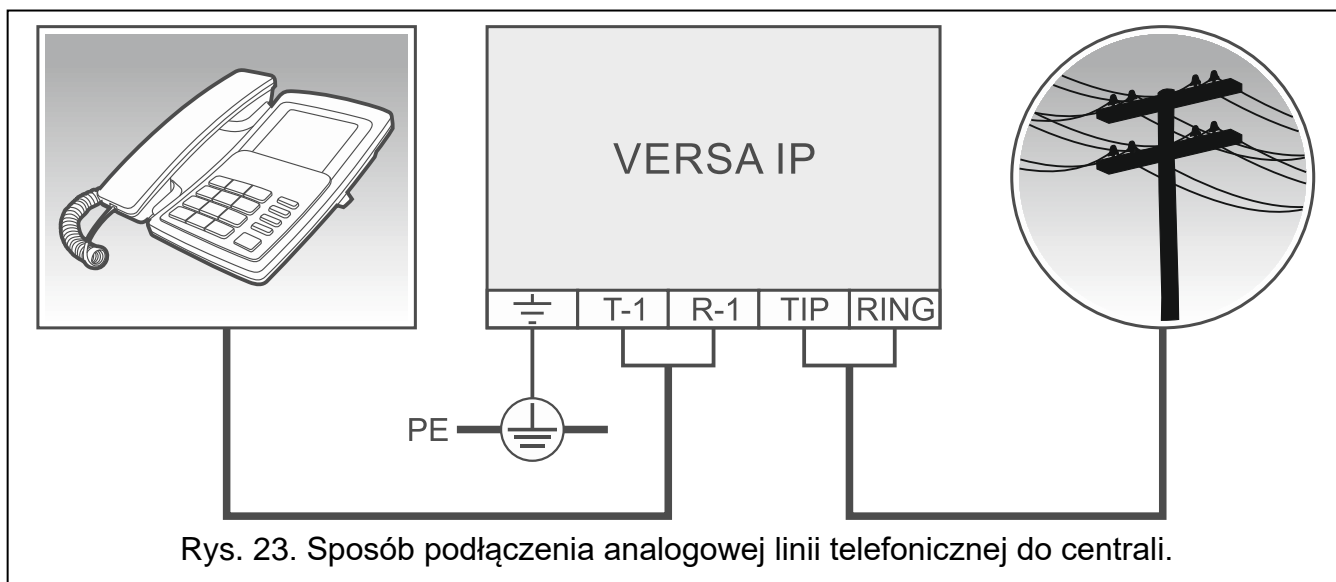 VERSA IP
T-1 R-1 TIP RING
PE
Rys. 23. Sposób podłączenia analogowej linii telefonicznej do centrali.